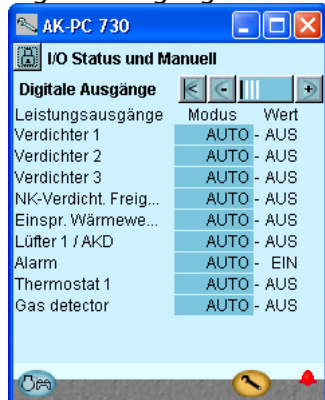 AK-PC 730
I/O Status und Manuell
Digitale Ausgänge
Leistungsausgänge Modus Wert
Verdichter 1 AUTO - AUS
Verdichter 2 AUTO - AUS
Verdichter 3 AUTO - AUS
NK-Verdicht. Freig... AUTO - AUS
Einspr. Wärmewe... AUTO - AUS
Lüfter 1 / AKD AUTO - AUS
Alarm AUTO - EIN
Thermostat 1 AUTO - AUS
Gas detector AUTO - AUS